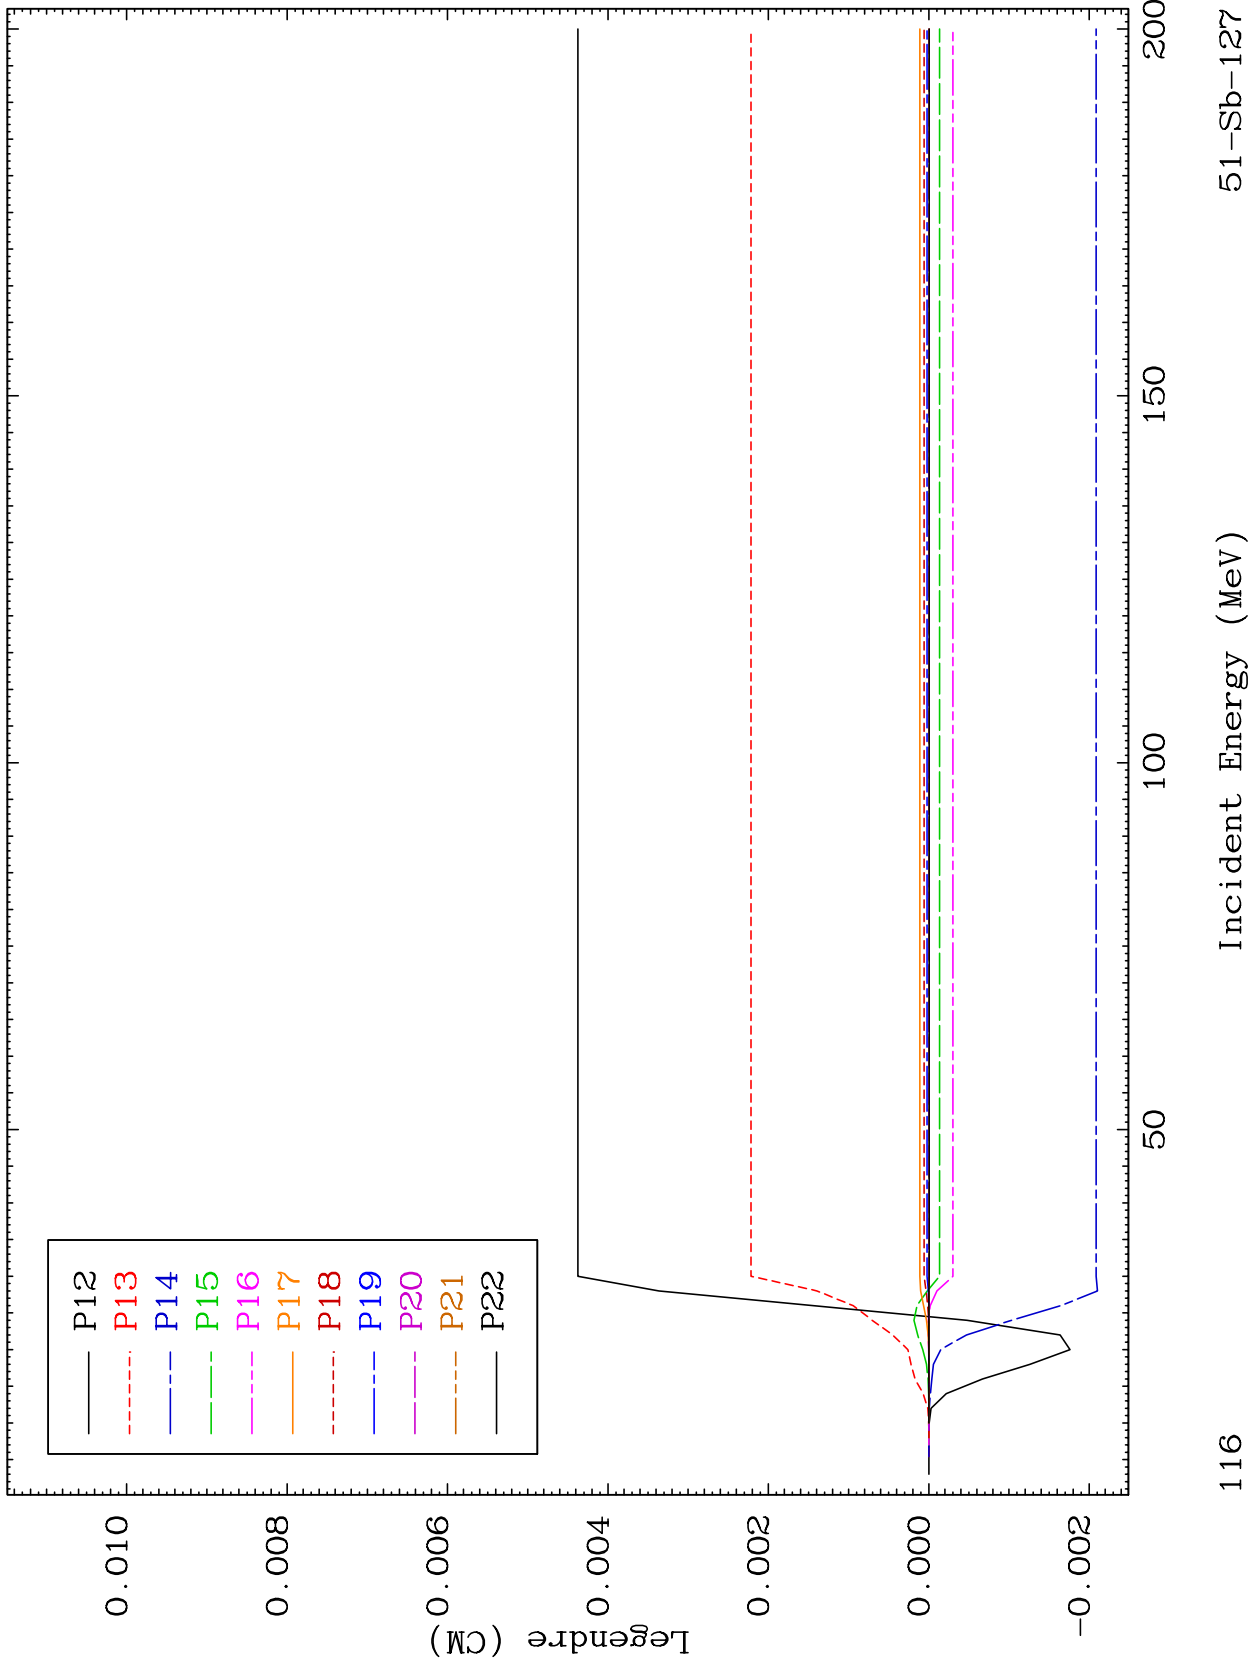 P12
P13
P14
P15
P16
P17
P18
P19
P20
P21
P22
Legendre (CM)
0.010
0.008
0.006
0.004
0.002
0.000
-0.002
50
100
150
200
116
Incident Energy (MeV)
51-Sb-127